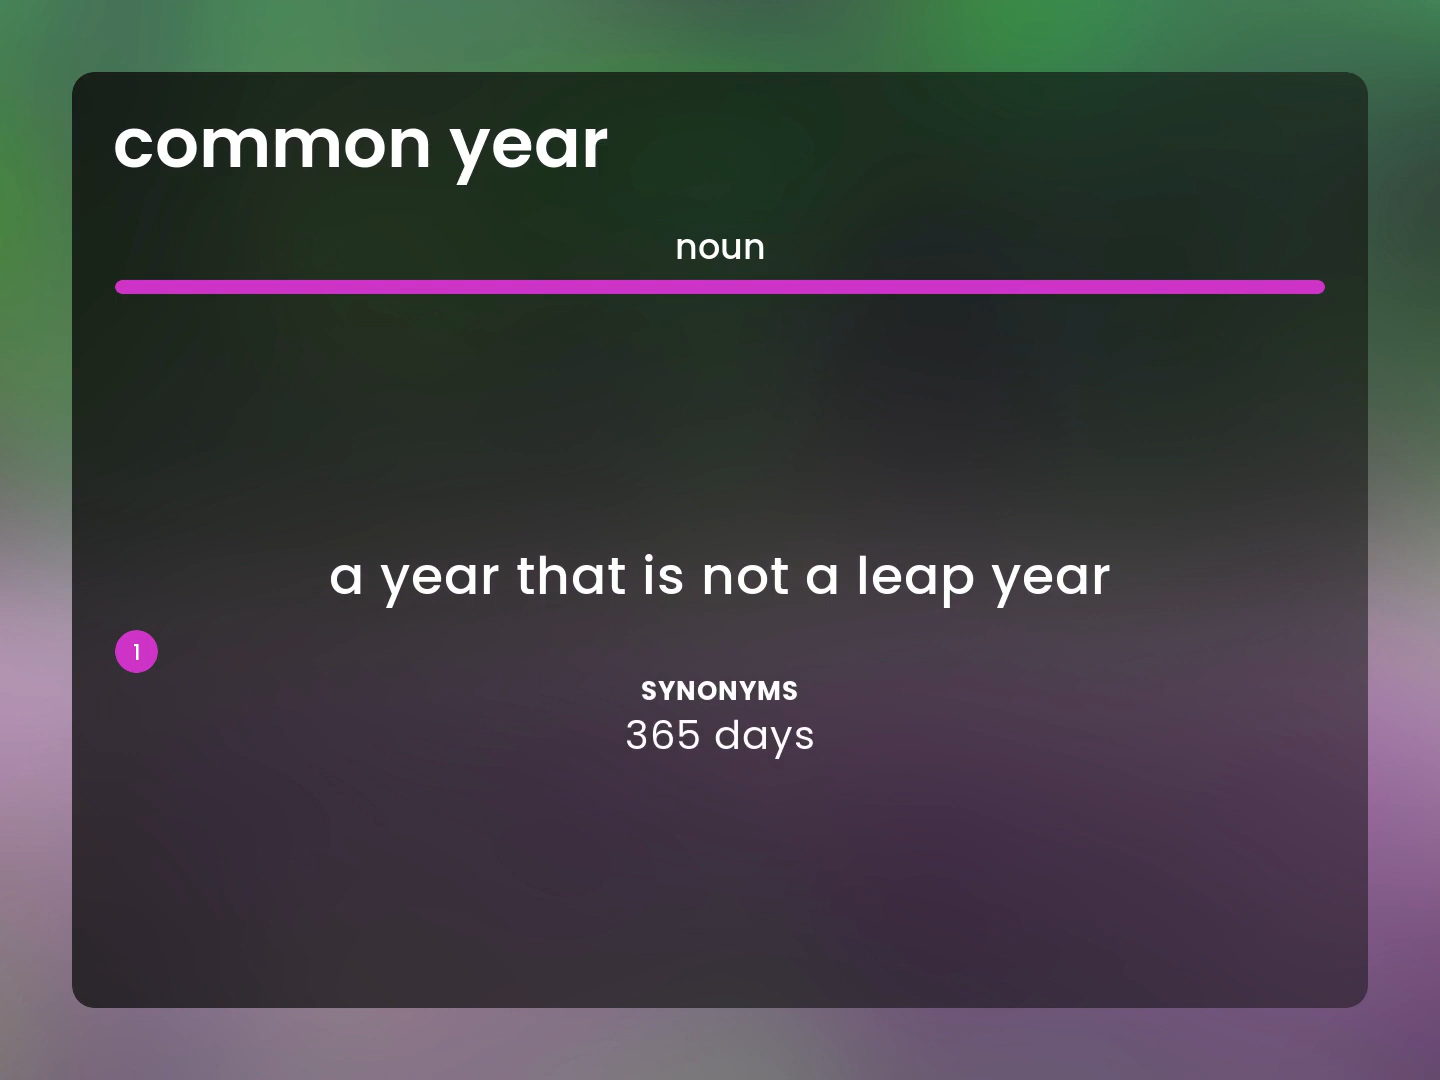 common year
noun
a year that is not a leap year
1
SYNONYMS
365 days